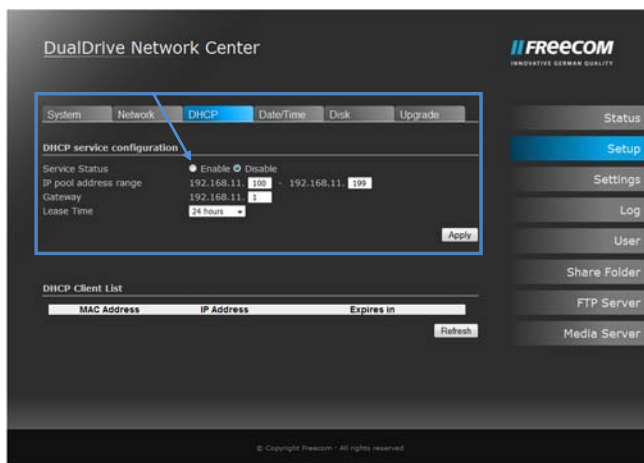 DualDrive Network Center
FREECOM
INNOVATIVE GERMAN QUALITY
System Network DHCP Date/Time Disk Upgrade
DHCP service configuration
Service Status Enable Disable
IP pool address range 192.168.11. 100 - 192.168.11. 199
Gateway 192.168.11. 1
Lease Time 24 hours
Apply
DHCP Client List
MAC Address IP Address Expires in
Refresh
Status
Setup
Settings
Log
User
Share Folder
FTP Server
Media Server
© Copyright Freecom - All rights reserved